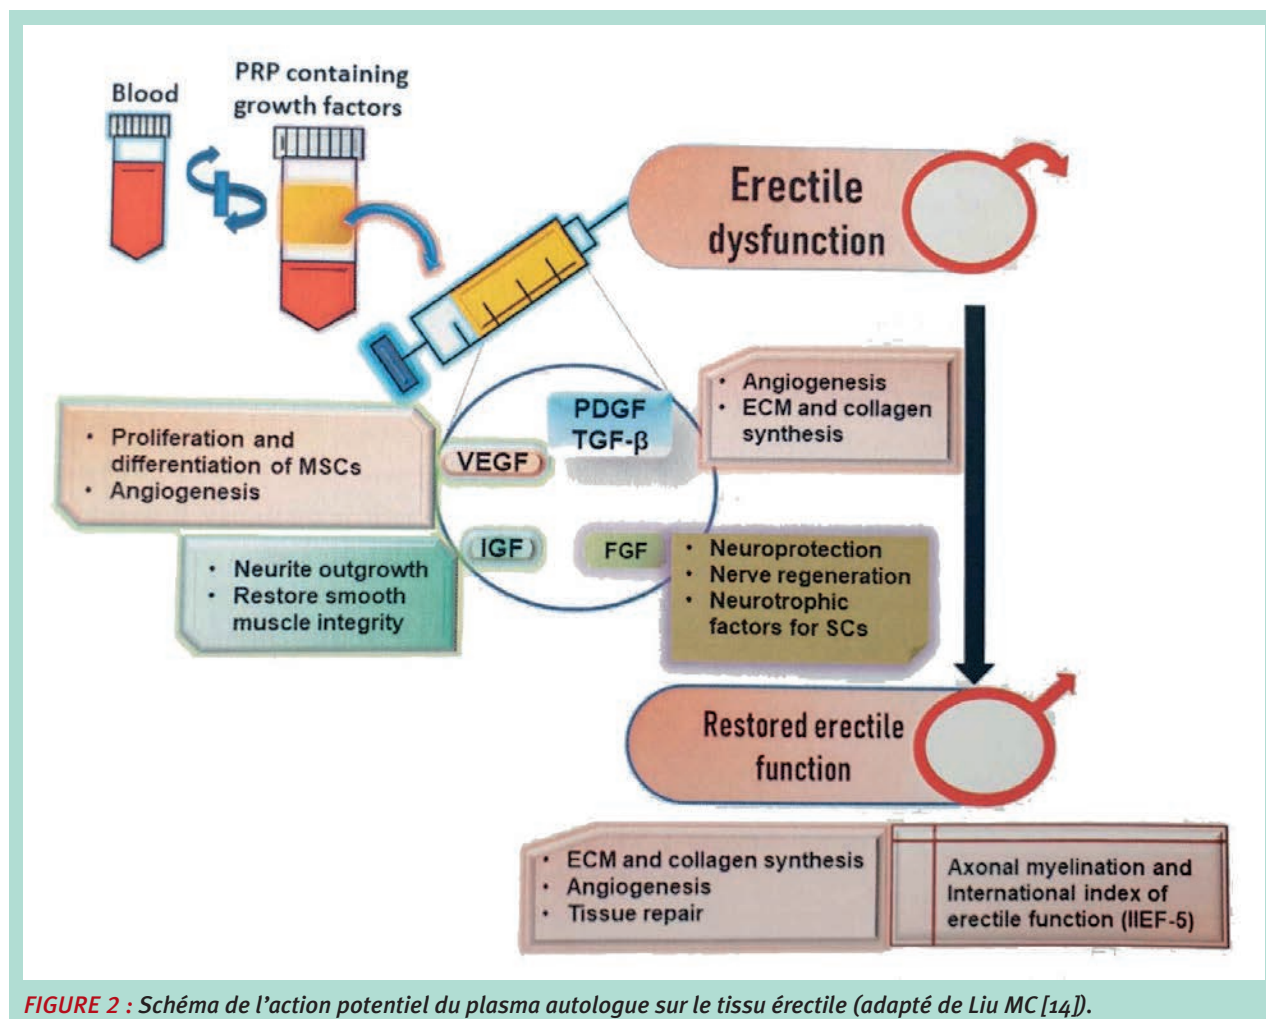 Blood
PRP containing
growth factors
Erectile
dysfunction
• Angiogenesis
• ECM and collagen
synthesis
PDGF
TGF-β
• Proliferation and
differentiation of MSCs
• Angiogenesis
VEGF
IGF
FGF
• Neurite outgrowth
• Restore smooth
muscle integrity
• Neuroprotection
• Nerve regeneration
• Neurotrophic
factors for SCs
Restored erectile
function
• ECM and collagen synthesis
• Angiogenesis
• Tissue repair
Axonal myelination and
International index of
erectile function (IIEF-5)
FIGURE 2 : Schéma de l'action potentiel du plasma autologue sur le tissu érectile (adapté de Liu MC [14]).